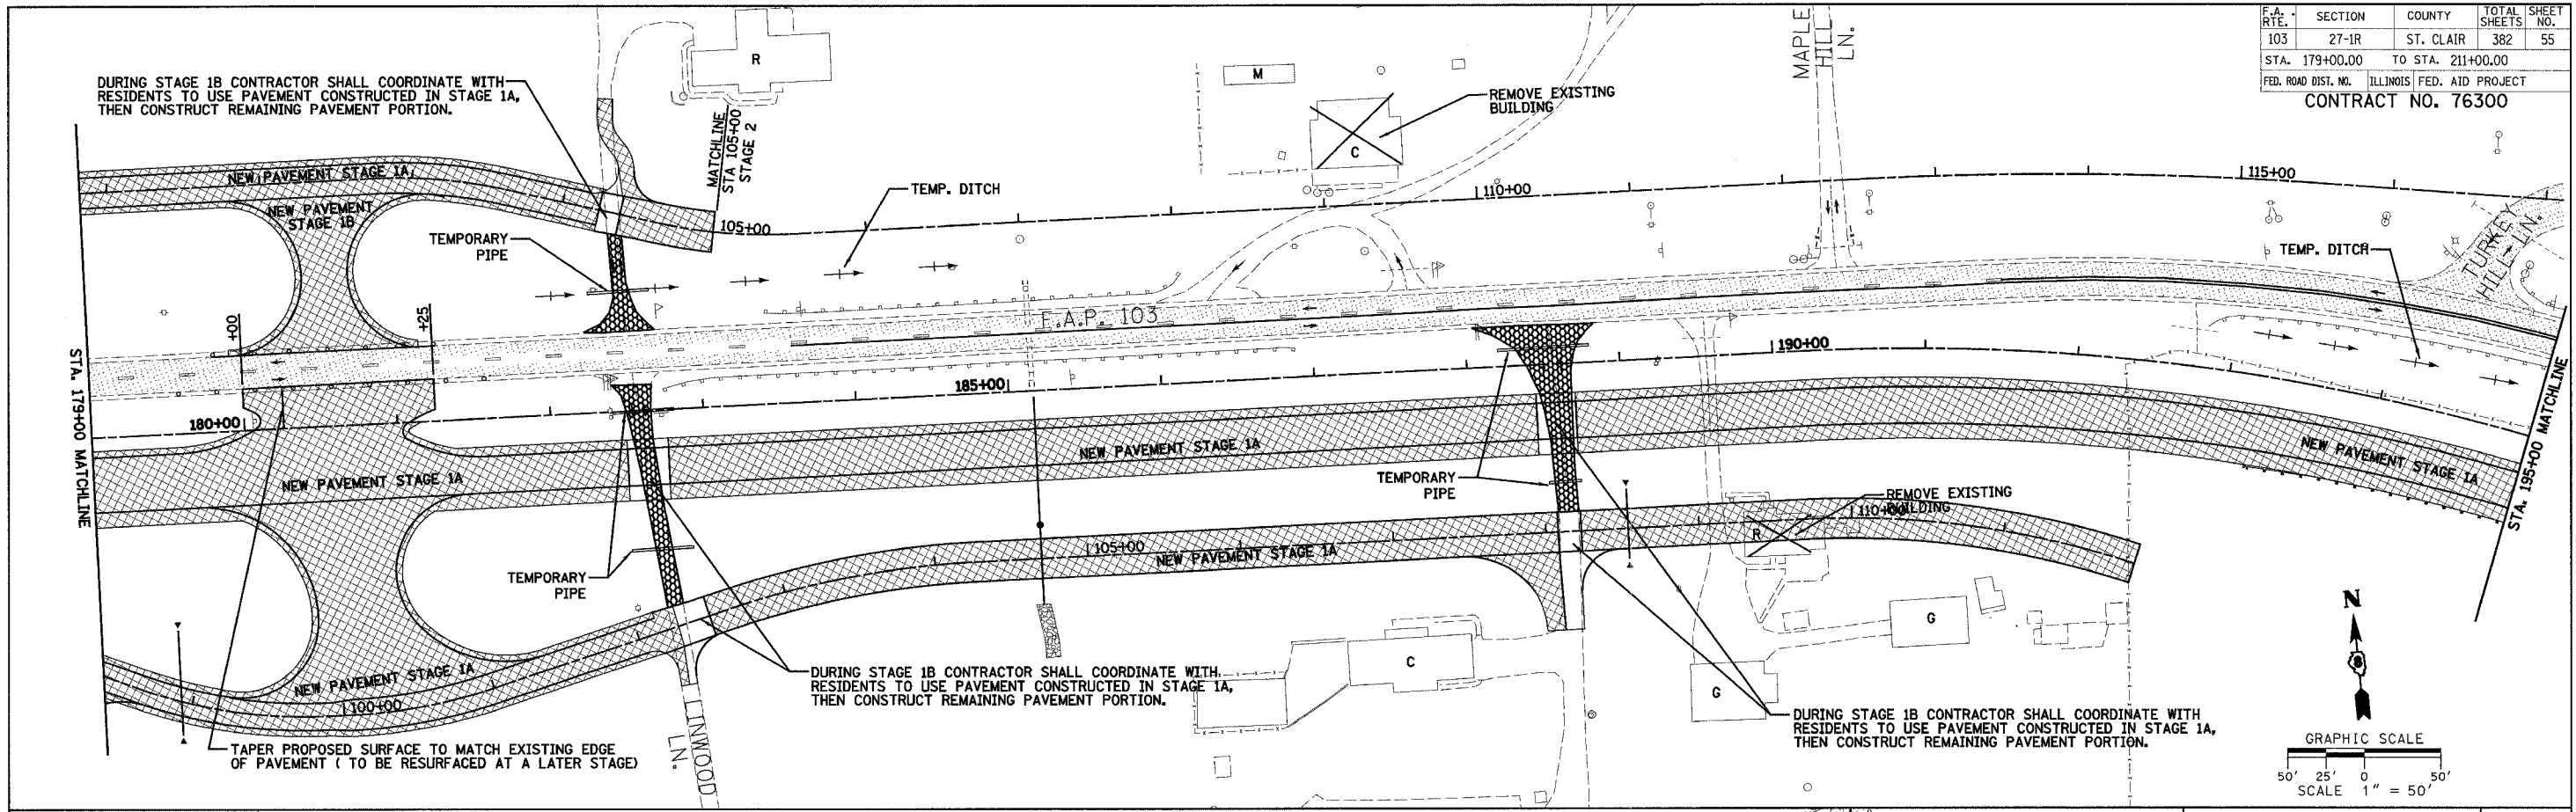 F.A. RTE. SECTION COUNTY TOTAL SHEETS SHEET NO.
103 27-1R ST. CLAIR 382 55
STA. 179+00.00 TO STA. 211+00.00
FED. ROAD DIST. NO. ILLINOIS FED. AID PROJECT
CONTRACT NO. 76300
DURING STAGE 1B CONTRACTOR SHALL COORDINATE WITH
RESIDENTS TO USE PAVEMENT CONSTRUCTED IN STAGE 1A,
THEN CONSTRUCT REMAINING PAVEMENT PORTION.
R
MATCHLINE
STA 105+00
STAGE 2
M
REMOVE EXISTING
BUILDING
C
MAPLE
HILL
LN.
NEW PAVEMENT STAGE 1A
NEW PAVEMENT
STAGE 1B
TEMPORARY
PIPE
105+00
TEMP. DITCH
110+00
115+00
TURKEY
HILL LN.
TEMP. DITCH
STA. 179+00 MATCHLINE
+00
+25
F.A.P. 103
180+00
185+00
190+00
STA. 195+00 MATCHLINE
NEW PAVEMENT STAGE 1A
NEW PAVEMENT STAGE 1A
NEW PAVEMENT STAGE 1A
TEMPORARY
PIPE
TEMPORARY
PIPE
REMOVE EXISTING
BUILDING
R
110+00
105+00
NEW PAVEMENT STAGE 1A
NEW PAVEMENT STAGE 1A
100+00
DURING STAGE 1B CONTRACTOR SHALL COORDINATE WITH
RESIDENTS TO USE PAVEMENT CONSTRUCTED IN STAGE 1A,
THEN CONSTRUCT REMAINING PAVEMENT PORTION.
LINWOOD
LN.
C
G
G
DURING STAGE 1B CONTRACTOR SHALL COORDINATE WITH
RESIDENTS TO USE PAVEMENT CONSTRUCTED IN STAGE 1A,
THEN CONSTRUCT REMAINING PAVEMENT PORTION.
TAPER PROPOSED SURFACE TO MATCH EXISTING EDGE
OF PAVEMENT ( TO BE RESURFACED AT A LATER STAGE)
N
GRAPHIC SCALE
50' 25' 0 50'
SCALE 1" = 50'